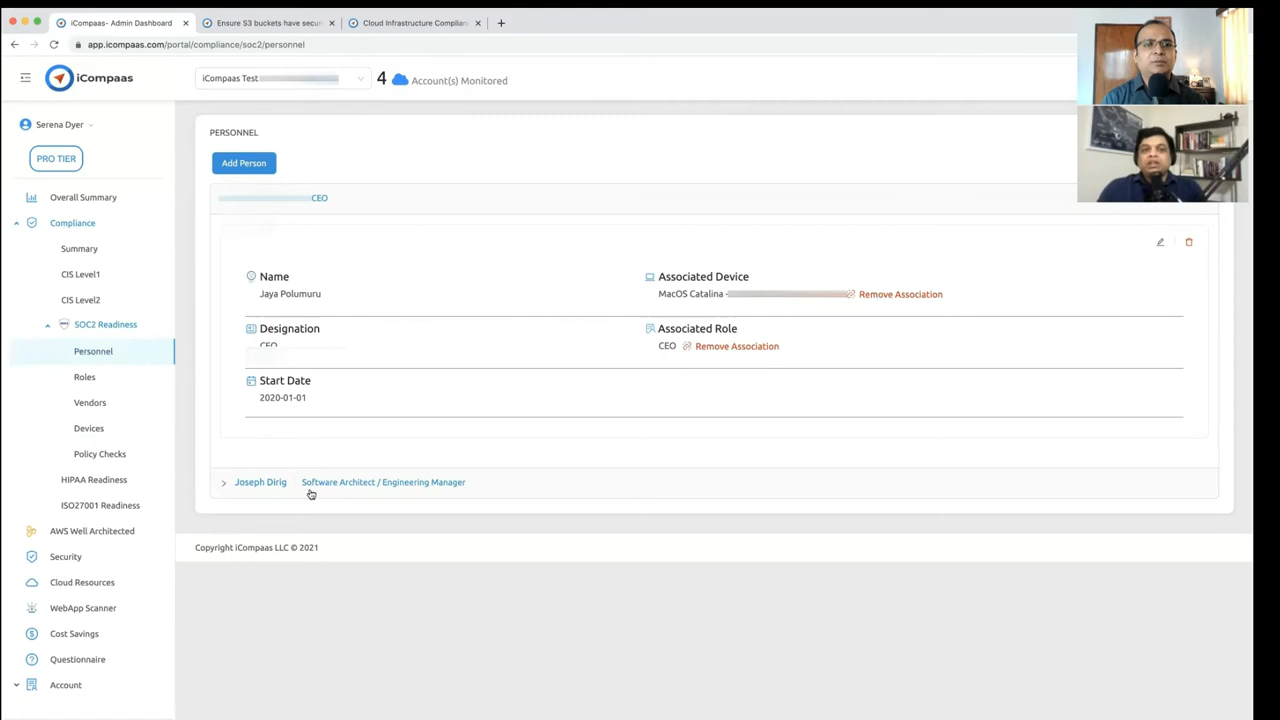 iCompaas- Admin Dashboard
Ensure S3 buckets have secur
Cloud Infrastructure Complian
app.icompaas.com/portal/compliance/soc2/personnel
iCompaas
iCompaas Test
4 Account(s) Monitored
Serena Dyer
PRO TIER
Overall Summary
Compliance
Summary
CIS Level1
CIS Level2
SOC2 Readiness
Personnel
Roles
Vendors
Devices
Policy Checks
HIPAA Readiness
ISO27001 Readiness
AWS Well Architected
Security
Cloud Resources
WebApp Scanner
Cost Savings
Questionnaire
Account
PERSONNEL
Add Person
CEO
Name
Jaya Polumuru
Associated Device
MacOS Catalina - Remove Association
Designation
CEO
Associated Role
CEO Remove Association
Start Date
2020-01-01
Joseph Dirig Software Architect / Engineering Manager
Copyright iCompaas LLC © 2021